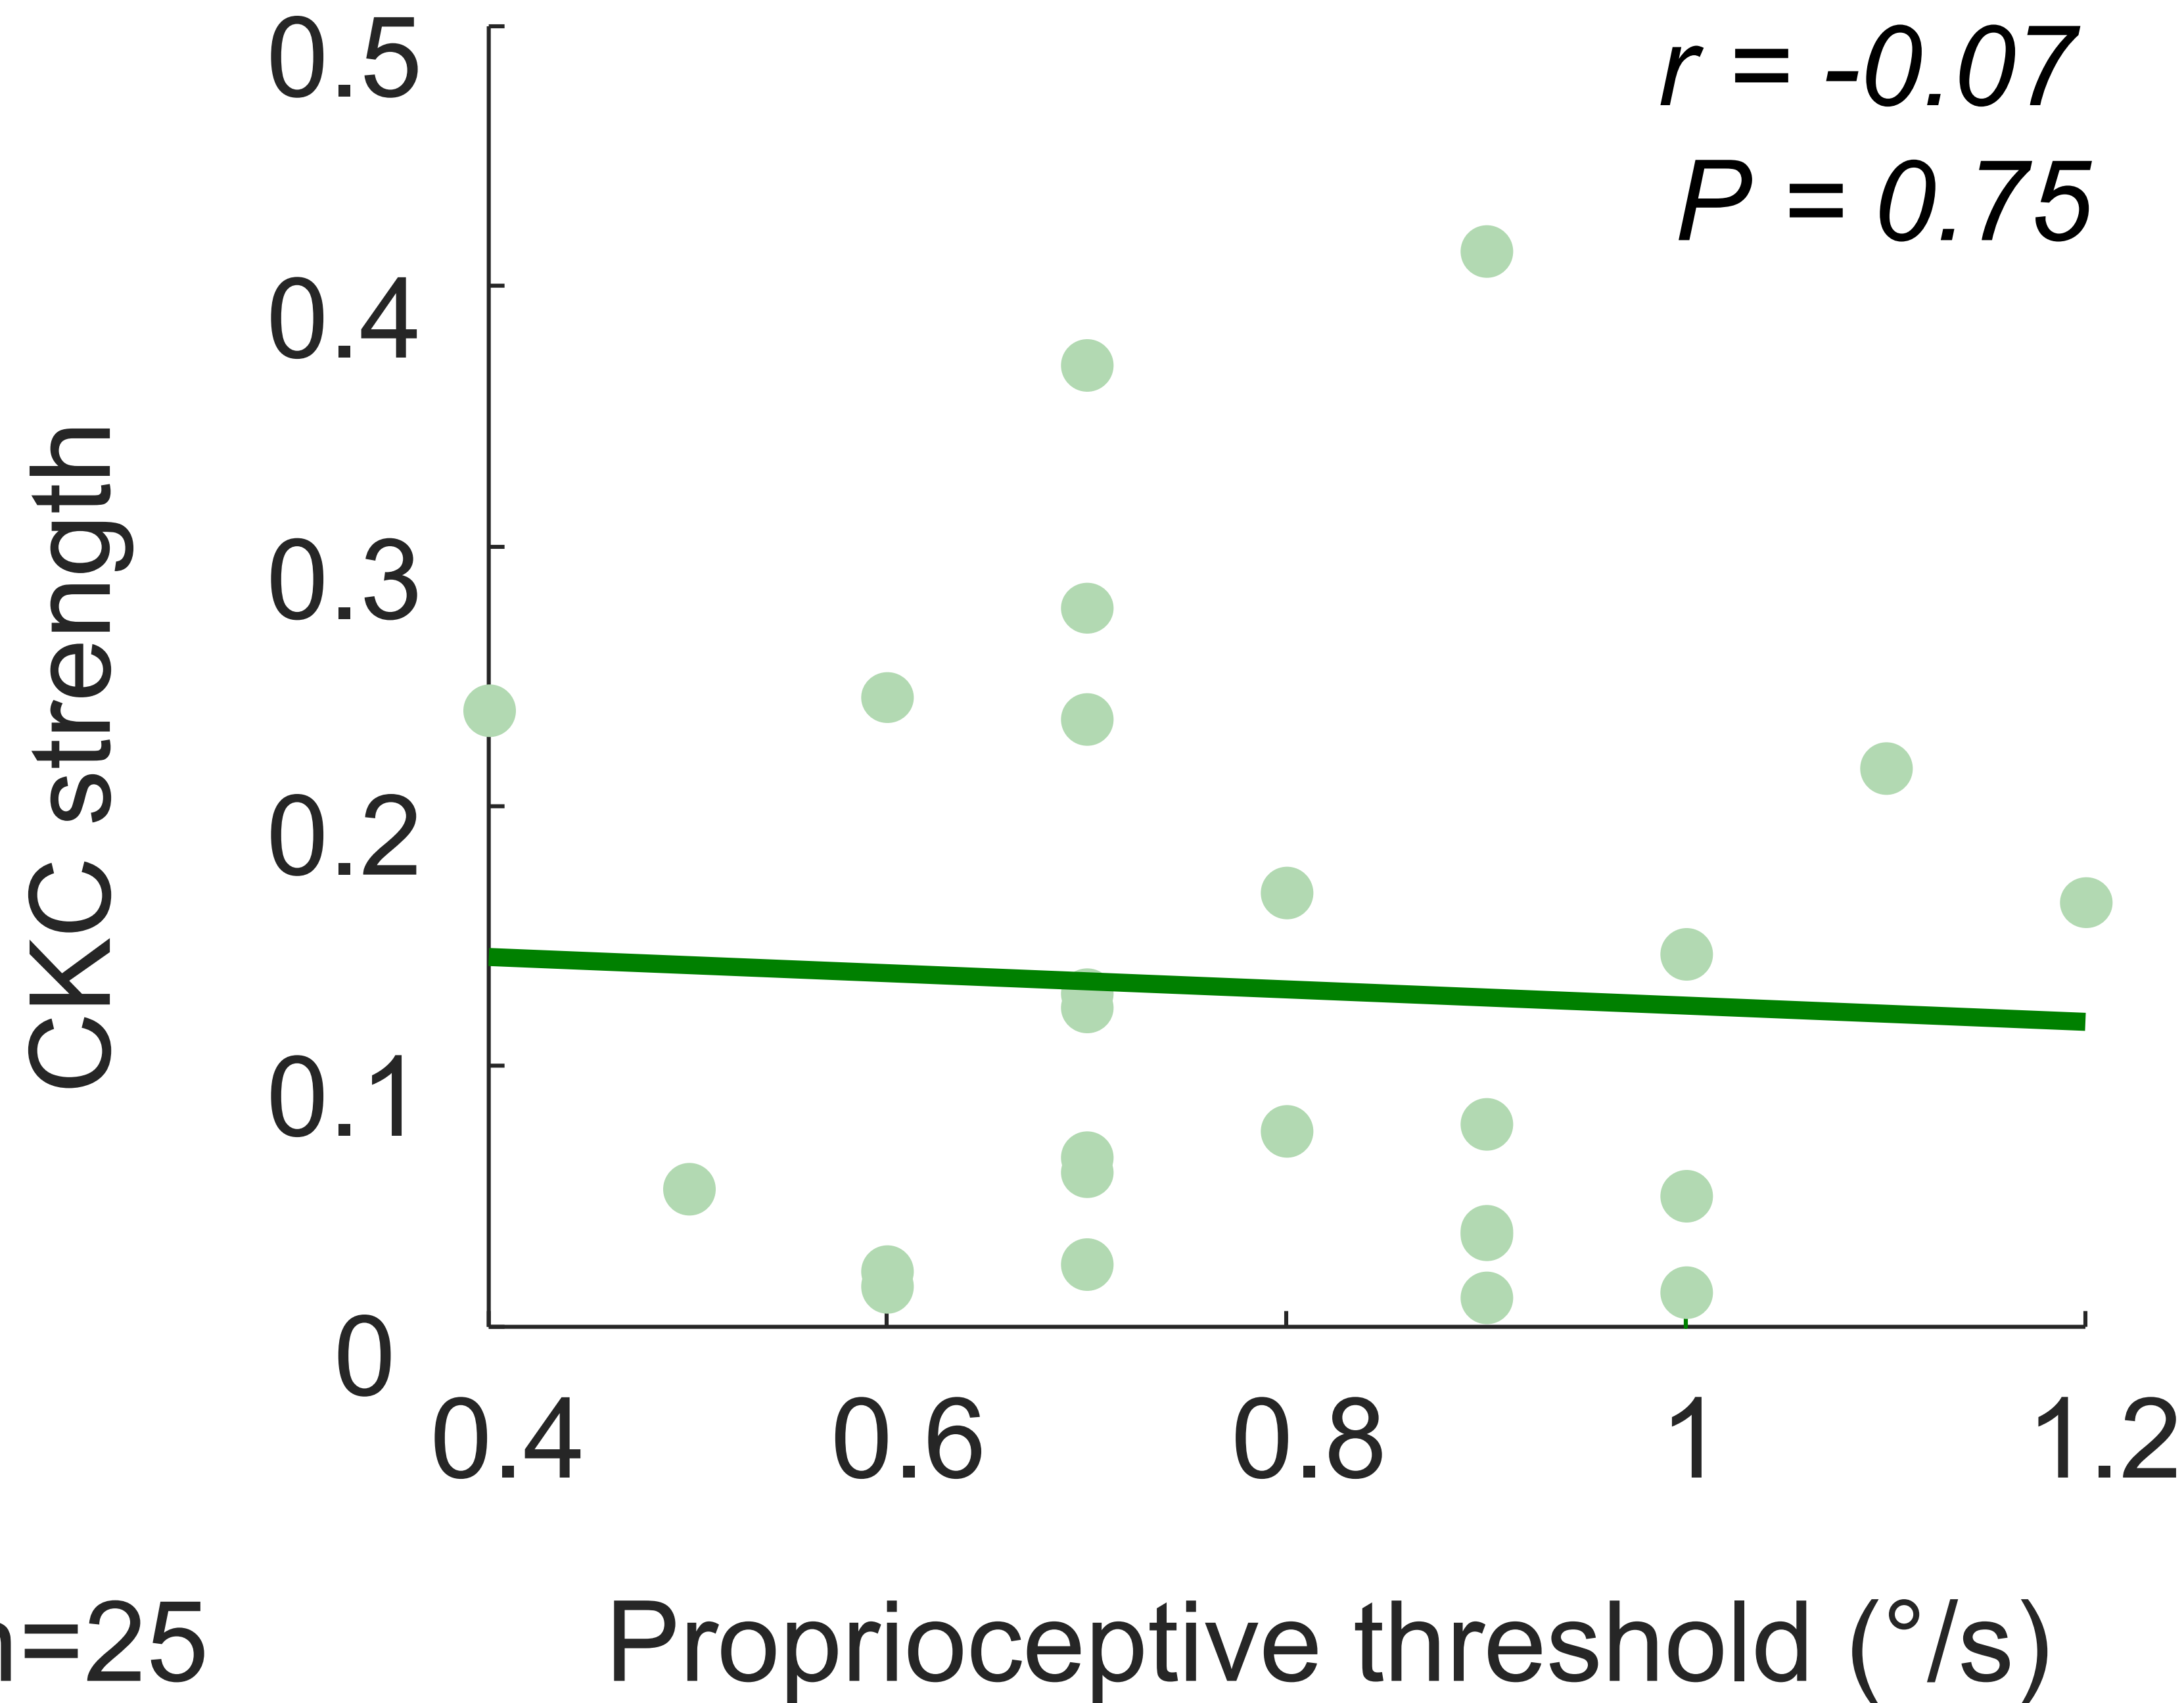 r = -0.07
P = 0.75
CKC strength
0.5
0.4
0.3
0.2
0.1
0
0.4 0.6 0.8 1 1.2
n=25
Proprioceptive threshold (°/s)